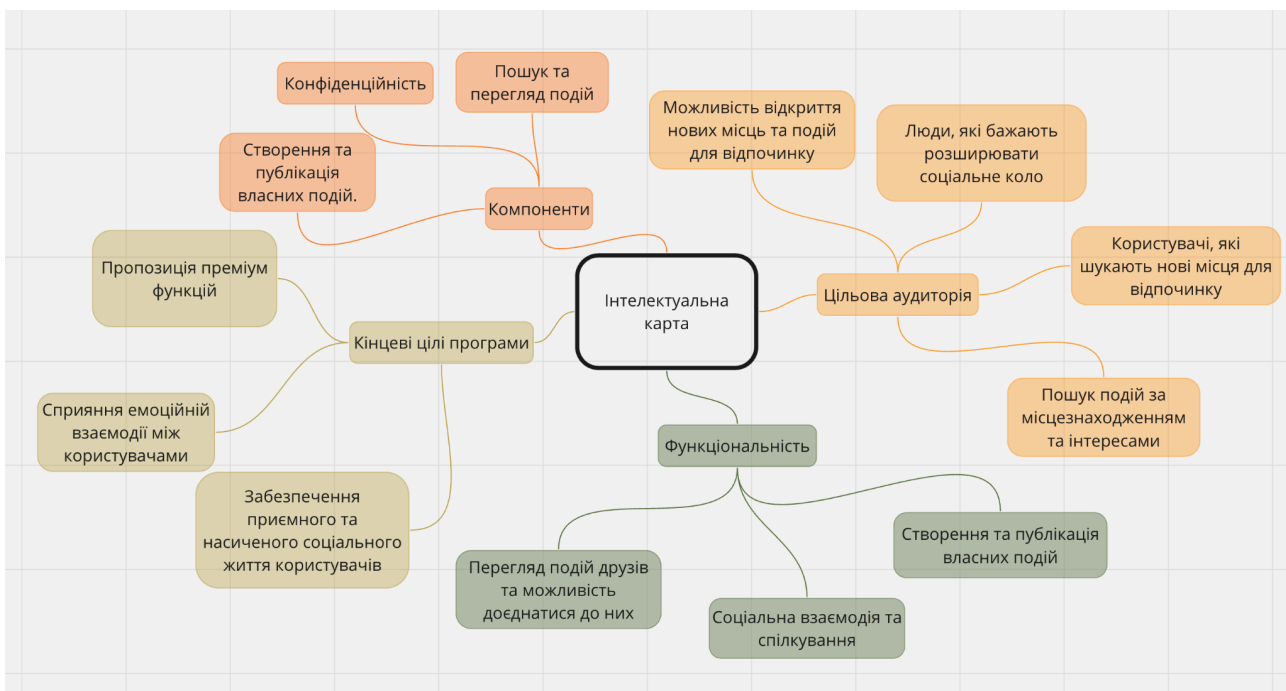 Конфіденційність
Пошук та
перегляд подій
Створення та
публікація
власних подій.
Компоненти
Можливість відкриття
нових місць та подій
для відпочинку
Люди, які бажають
розширювати
соціальне коло
Користувачі, які
шукають нові місця для
відпочинку
Цільова аудиторія
Пошук подій за
місцезнаходженням
та інтересами
Інтелектуальна
карта
Пропозиція преміум
функцій
Кінцеві цілі програми
Сприяння емоційній
взаємодії між
користувачами
Забезпечення
приємного та
насиченого соціального
життя користувачів
Функціональність
Перегляд подій друзів
та можливість
доєднатися до них
Соціальна взаємодія та
спілкування
Створення та публікація
власних подій